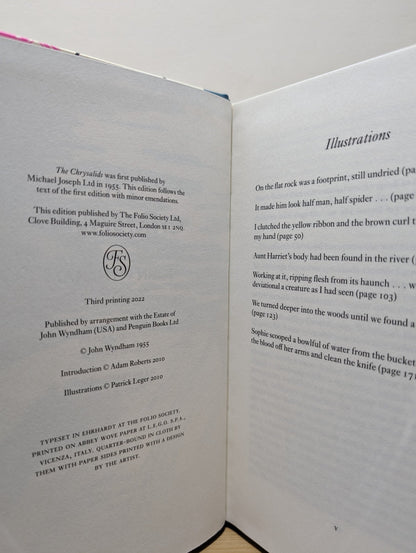 The Chrysalids was first published by
Michael Joseph Ltd in 1955. This edition follows the
text of the first edition with minor emendations.
This edition published by The Folio Society Ltd,
Clove Building, 4 Maguire Street, London SE1 2NQ.
www.foliosociety.com
FS
Third printing 2022
Published by arrangement with the Estate of
John Wyndham (USA) and Penguin Books Ltd
© John Wyndham 1955
Introduction © Adam Roberts 2010
Illustrations © Patrick Leger 2010
TYPESET IN EHRHARDT AT THE FOLIO SOCIETY.
PRINTED ON ABBEY WOVE PAPER AT L.E.G.O. S.P.A.,
VICENZA, ITALY. QUARTER-BOUND IN CLOTH BY
THEM WITH PAPER SIDES PRINTED WITH A DESIGN
BY THE ARTIST.
Illustrations
On the flat rock was a footprint, still undried (pa
It made him look half man, half spider . . . (page
I clutched the yellow ribbon and the brown curl t
my hand (page 50)
Aunt Harriet's body had been found in the river (
Working at it, ripping flesh from its haunch . . . w
deviational a creature as I had seen (page 103)
We turned deeper into the woods until we found a
(page 123)
Sophie scooped a bowlful of water from the bucket
the blood off her arms and clean the knife (page 171
v